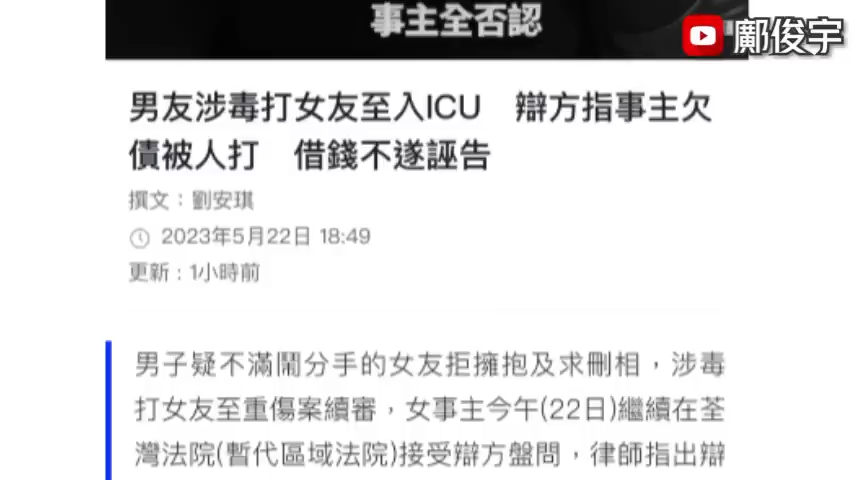 事主全否認
鄺俊宇
男友涉毒打女友至入ICU 辯方指事主欠
債被人打 借錢不遂誣告
撰文：劉安琪
2023年5月22日 18:49
更新：1小時前
男子疑不滿鬧分手的女友拒擁抱及求刪相，涉毒
打女友至重傷案續審，女事主今午(22日)繼續在荃
灣法院(暫代區域法院)接受辯方盤問，律師指出辯